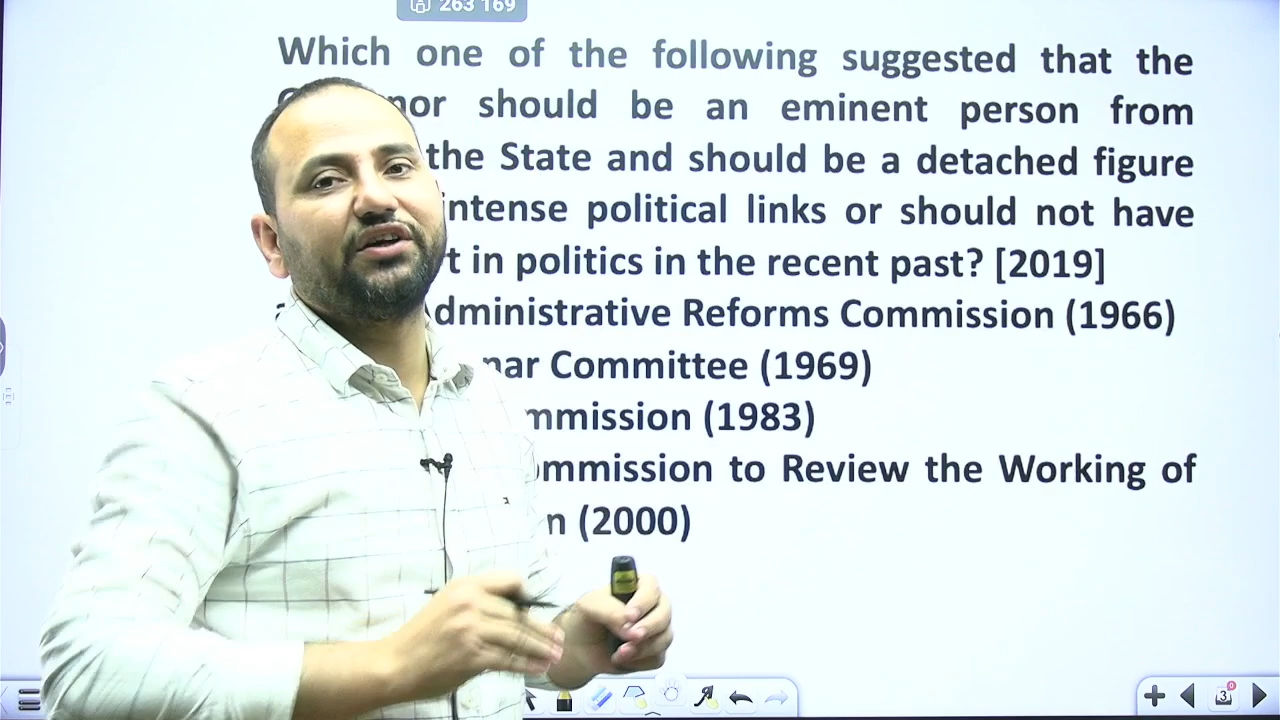 263 169
Which one of the following suggested that the
nor should be an eminent person from
the State and should be a detached figure
intense political links or should not have
t in politics in the recent past? [2019]
dministrative Reforms Commission (1966)
nar Committee (1969)
mmission (1983)
ommission to Review the Working of
n (2000)
3